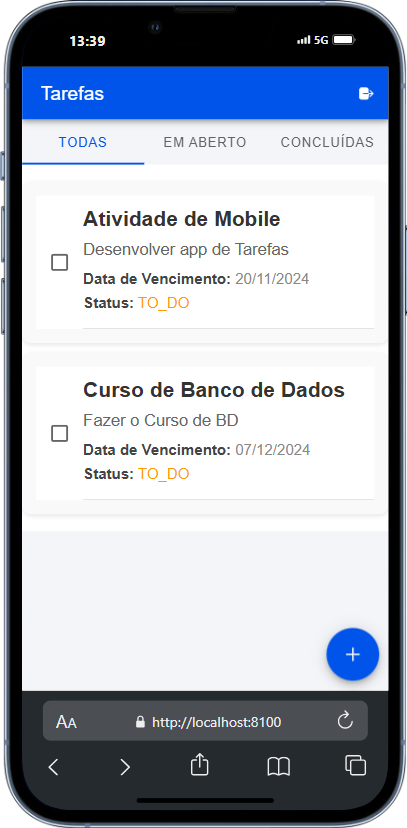 13:39
5G
Tarefas
TODAS
EM ABERTO
CONCLUÍDAS
Atividade de Mobile
Desenvolver app de Tarefas
Data de Vencimento: 20/11/2024
Status: TO_DO
Curso de Banco de Dados
Fazer o Curso de BD
Data de Vencimento: 07/12/2024
Status: TO_DO
+
AA
http://localhost:8100